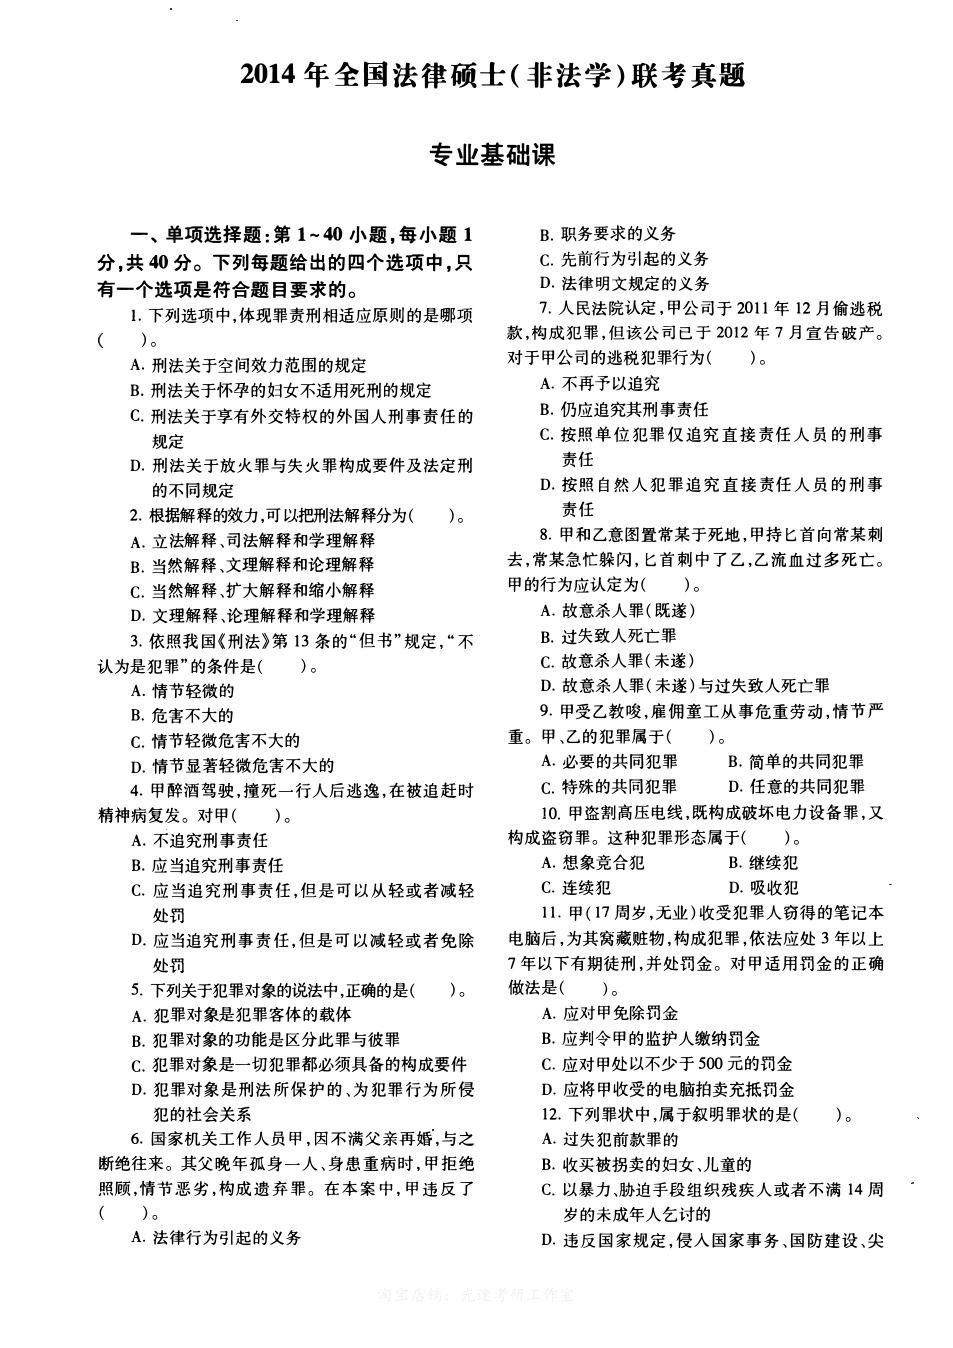 2014年全国法律硕士(非法学)联考真题
专业基础课
一、单项选择题:第1~40小题,每小题1
分,共40分。下列每题给出的四个选项中,只
有一个选项是符合题目要求的。
1. 下列选项中,体现罪责刑相适应原则的是哪项
(  )。
A. 刑法关于空间效力范围的规定
B. 刑法关于怀孕的妇女不适用死刑的规定
C. 刑法关于享有外交特权的外国人刑事责任的
规定
D. 刑法关于放火罪与失火罪构成要件及法定刑
的不同规定
2. 根据解释的效力,可以把刑法解释分为(  )。
A. 立法解释、司法解释和学理解释
B. 当然解释、文理解释和论理解释
C. 当然解释、扩大解释和缩小解释
D. 文理解释、论理解释和学理解释
3. 依照我国《刑法》第13条的“但书”规定,“不
认为是犯罪”的条件是(  )。
A. 情节轻微的
B. 危害不大的
C. 情节轻微危害不大的
D. 情节显著轻微危害不大的
4. 甲醉酒驾驶,撞死一行人后逃逸,在被追赶时
精神病复发。对甲(  )。
A. 不追究刑事责任
B. 应当追究刑事责任
C. 应当追究刑事责任,但是可以从轻或者减轻
处罚
D. 应当追究刑事责任,但是可以减轻或者免除
处罚
5. 下列关于犯罪对象的说法中,正确的是(  )。
A. 犯罪对象是犯罪客体的载体
B. 犯罪对象的功能是区分此罪与彼罪
C. 犯罪对象是一切犯罪都必须具备的构成要件
D. 犯罪对象是刑法所保护的、为犯罪行为所侵
犯的社会关系
6. 国家机关工作人员甲,因不满父亲再婚,与之
断绝往来。其父晚年孤身一人、身患重病时,甲拒绝
照顾,情节恶劣,构成遗弃罪。在本案中,甲违反了
(  )。
A. 法律行为引起的义务
B. 职务要求的义务
C. 先前行为引起的义务
D. 法律明文规定的义务
7. 人民法院认定,甲公司于2011年12月偷逃税
款,构成犯罪,但该公司已于2012年7月宣告破产。
对于甲公司的逃税犯罪行为(  )。
A. 不再予以追究
B. 仍应追究其刑事责任
C. 按照单位犯罪仅追究直接责任人员的刑事
责任
D. 按照自然人犯罪追究直接责任人员的刑事
责任
8. 甲和乙意图置常某于死地,甲持匕首向常某刺
去,常某急忙躲闪,匕首刺中了乙,乙流血过多死亡。
甲的行为应认定为(  )。
A. 故意杀人罪(既遂)
B. 过失致人死亡罪
C. 故意杀人罪(未遂)
D. 故意杀人罪(未遂)与过失致人死亡罪
9. 甲受乙教唆,雇佣童工从事危重劳动,情节严
重。甲、乙的犯罪属于(  )。
A. 必要的共同犯罪 B. 简单的共同犯罪
C. 特殊的共同犯罪 D. 任意的共同犯罪
10. 甲盗割高压电线,既构成破坏电力设备罪,又
构成盗窃罪。这种犯罪形态属于(  )。
A. 想象竞合犯 B. 继续犯
C. 连续犯 D. 吸收犯
11. 甲(17周岁,无业)收受犯罪人窃得的笔记本
电脑后,为其窝藏赃物,构成犯罪,依法应处3年以上
7年以下有期徒刑,并处罚金。对甲适用罚金的正确
做法是(  )。
A. 应对甲免除罚金
B. 应判令甲的监护人缴纳罚金
C. 应对甲处以不少于500元的罚金
D. 应将甲收受的电脑拍卖充抵罚金
12. 下列罪状中,属于叙明罪状的是(  )。
A. 过失犯前款罪的
B. 收买被拐卖的妇女、儿童的
C. 以暴力、胁迫手段组织残疾人或者不满14周
岁的未成年人乞讨的
D. 违反国家规定,侵入国家事务、国防建设、尖
淘宝店铺：光速考研工作室